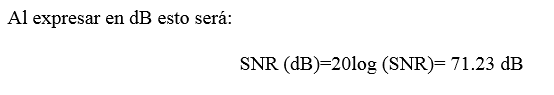 Al expresar en dB esto será:
SNR (dB)=20log (SNR)= 71.23 dB